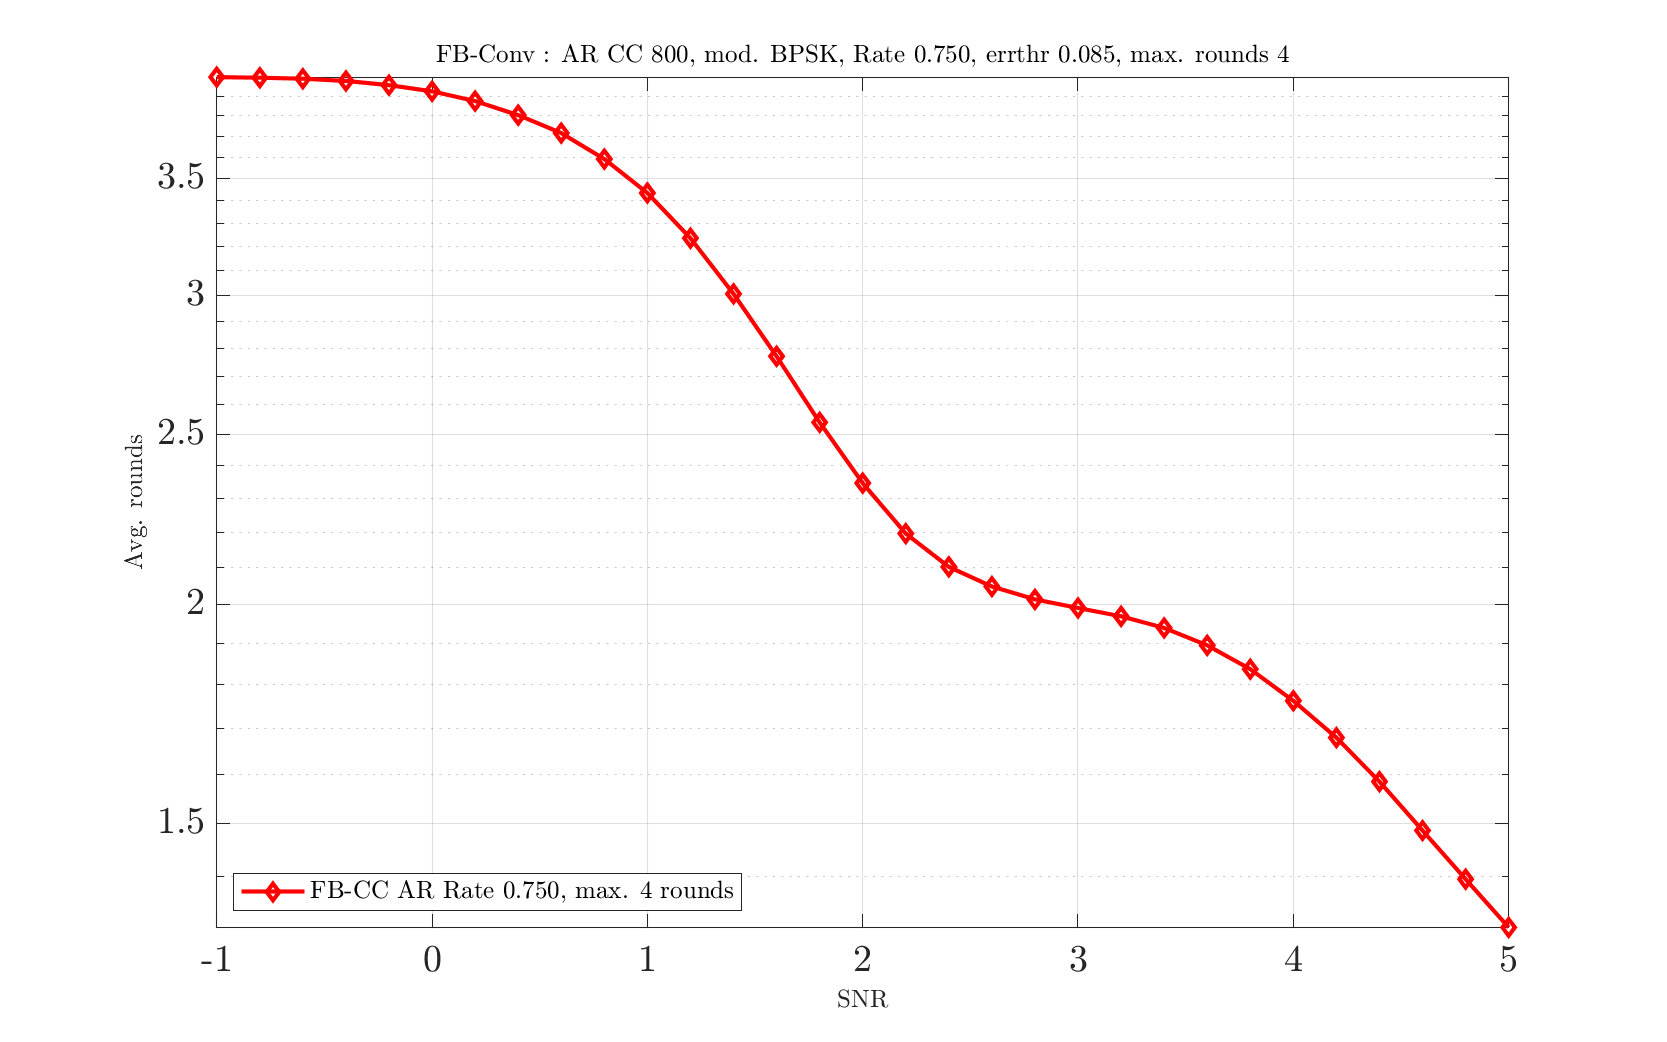 FB-Conv : AR CC 800, mod. BPSK, Rate 0.750, errthr 0.085, max. rounds 4
3.5
3
2.5
2
1.5
Avg. rounds
FB-CC AR Rate 0.750, max. 4 rounds
-1 0 1 2 3 4 5
SNR